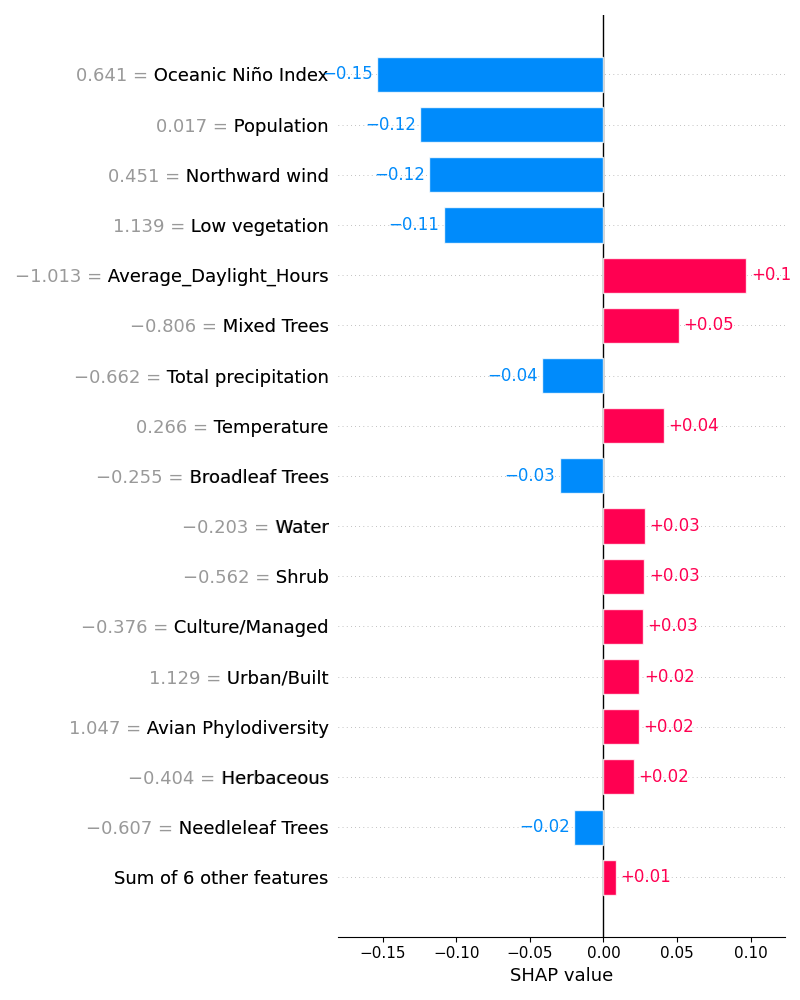 0.641 = Oceanic Niño Index −0.15
0.017 = Population −0.12
0.451 = Northward wind −0.12
1.139 = Low vegetation −0.11
−1.013 = Average_Daylight_Hours +0.1
−0.806 = Mixed Trees +0.05
−0.662 = Total precipitation −0.04
0.266 = Temperature +0.04
−0.255 = Broadleaf Trees −0.03
−0.203 = Water +0.03
−0.562 = Shrub +0.03
−0.376 = Culture/Managed +0.03
1.129 = Urban/Built +0.02
1.047 = Avian Phylodiversity +0.02
−0.404 = Herbaceous +0.02
−0.607 = Needleleaf Trees −0.02
Sum of 6 other features +0.01
−0.15 −0.10 −0.05 0.00 0.05 0.10
SHAP value